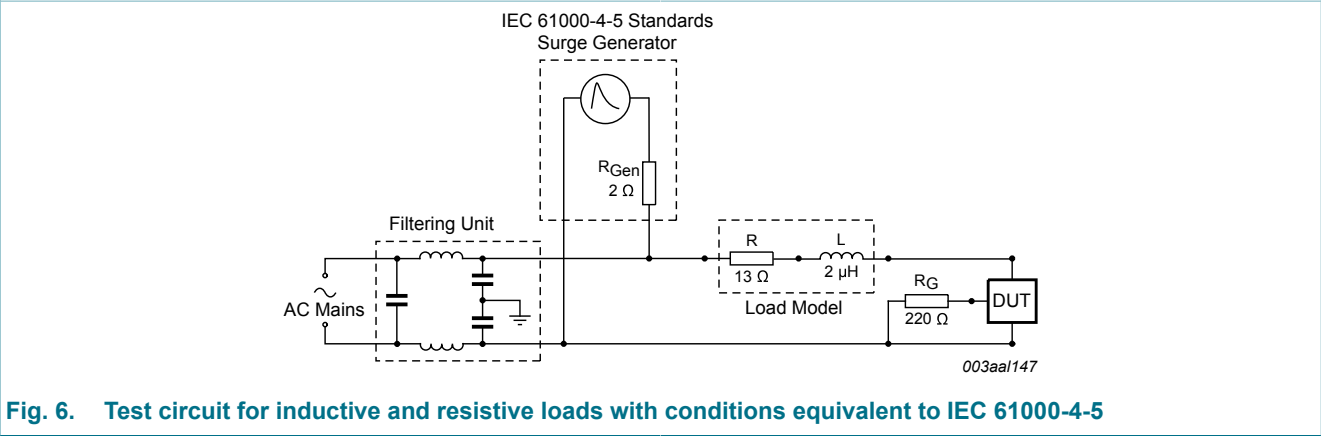 IEC 61000-4-5 Standards
Surge Generator
RGen
2 Ω
Filtering Unit
AC Mains
R
13 Ω
L
2 µH
Load Model
RG
220 Ω
DUT
003aal147
Fig. 6. Test circuit for inductive and resistive loads with conditions equivalent to IEC 61000-4-5